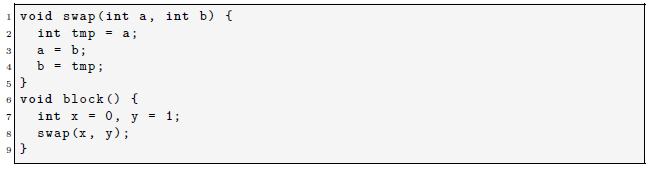 1 void swap(int a, int b) {
2   int tmp = a;
3   a = b;
4   b = tmp;
5 }
6 void block() {
7   int x = 0, y = 1;
8   swap(x, y);
9 }